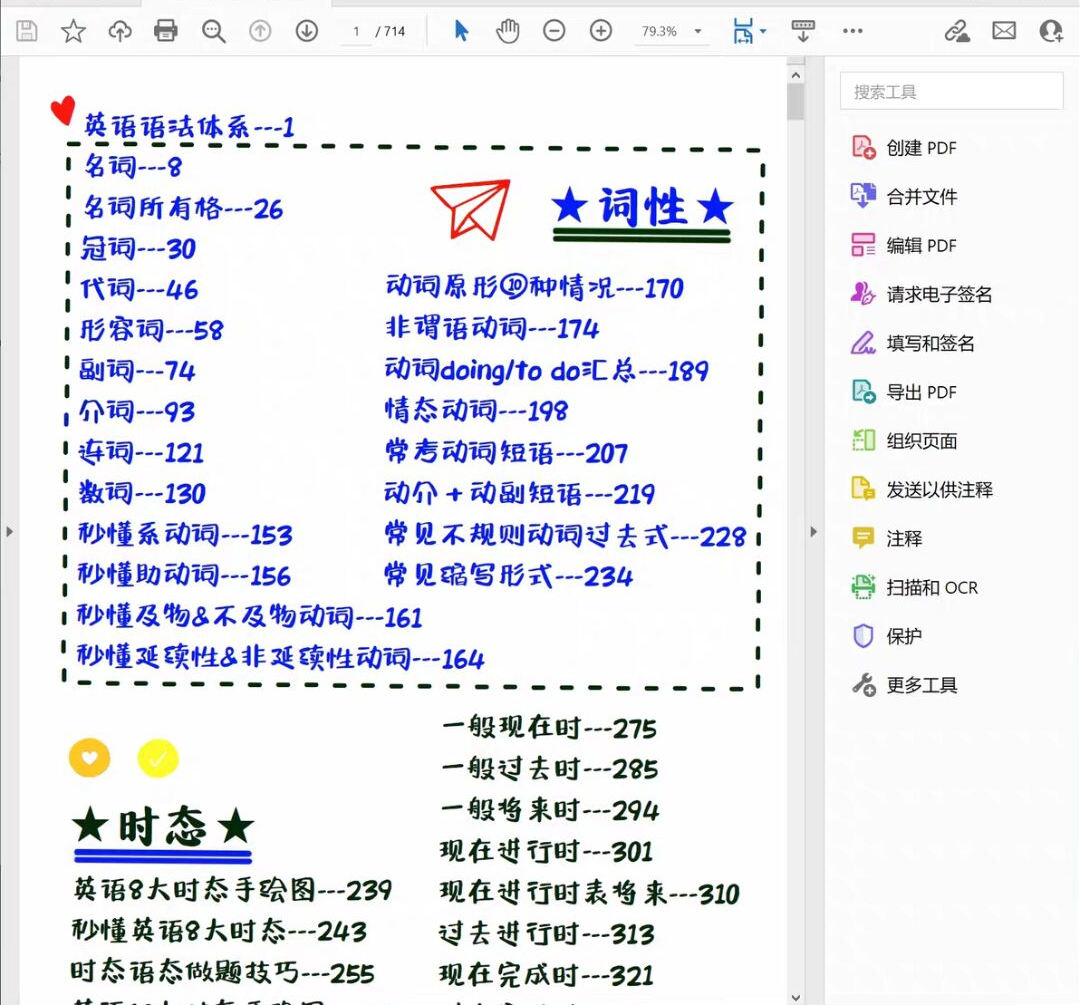 1 / 714
79.3%
英语语法体系---1
名词---8
名词所有格---26
冠词---30
代词---46
形容词---58
副词---74
介词---93
连词---121
数词---130
秒懂系动词---153
秒懂助动词---156
秒懂及物&不及物动词---161
秒懂延续性&非延续性动词---164
★词性★
动词原形⑩种情况---170
非谓语动词---174
动词doing/to do汇总---189
情态动词---198
常考动词短语---207
动介+动副短语---219
常见不规则动词过去式---228
常见缩写形式---234
★时态★
英语8大时态手绘图---239
秒懂英语8大时态---243
时态语态做题技巧---255
一般现在时---275
一般过去时---285
一般将来时---294
现在进行时---301
现在进行时表将来---310
过去进行时---313
现在完成时---321
搜索工具
创建 PDF
合并文件
编辑 PDF
请求电子签名
填写和签名
导出 PDF
组织页面
发送以供注释
注释
扫描和 OCR
保护
更多工具